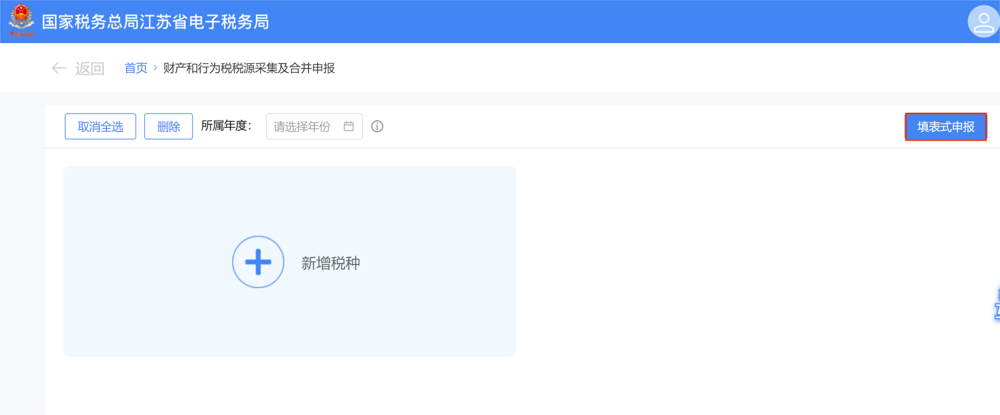 国家税务总局江苏省电子税务局
返回 首页 > 财产和行为税税源采集及合并申报
取消全选 删除 所属年度： 请选择年份 填表式申报
新增税种